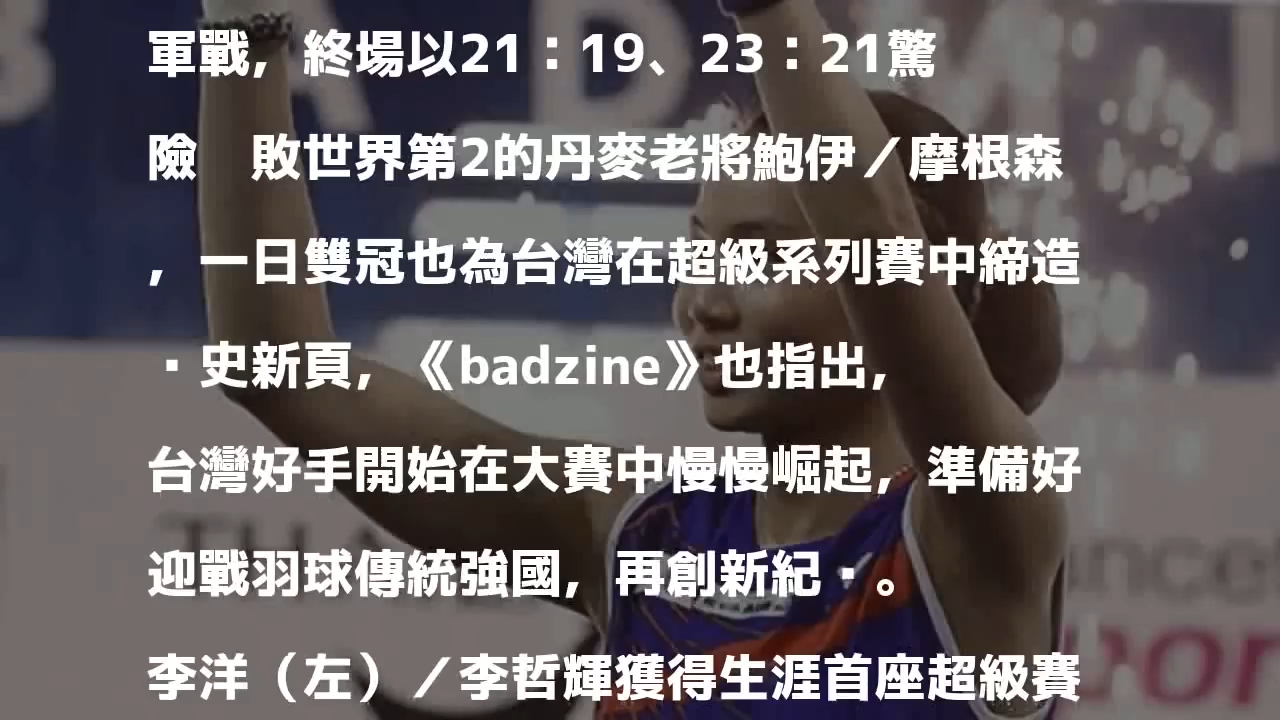 軍戰，終場以21：19、23：21驚
險　敗世界第2的丹麥老將鮑伊／摩根森
，一日雙冠也為台灣在超級系列賽中締造
·史新頁，《badzine》也指出，
台灣好手開始在大賽中慢慢崛起，準備好
迎戰羽球傳統強國，再創新紀·。
李洋（左）／李哲輝獲得生涯首座超級賽